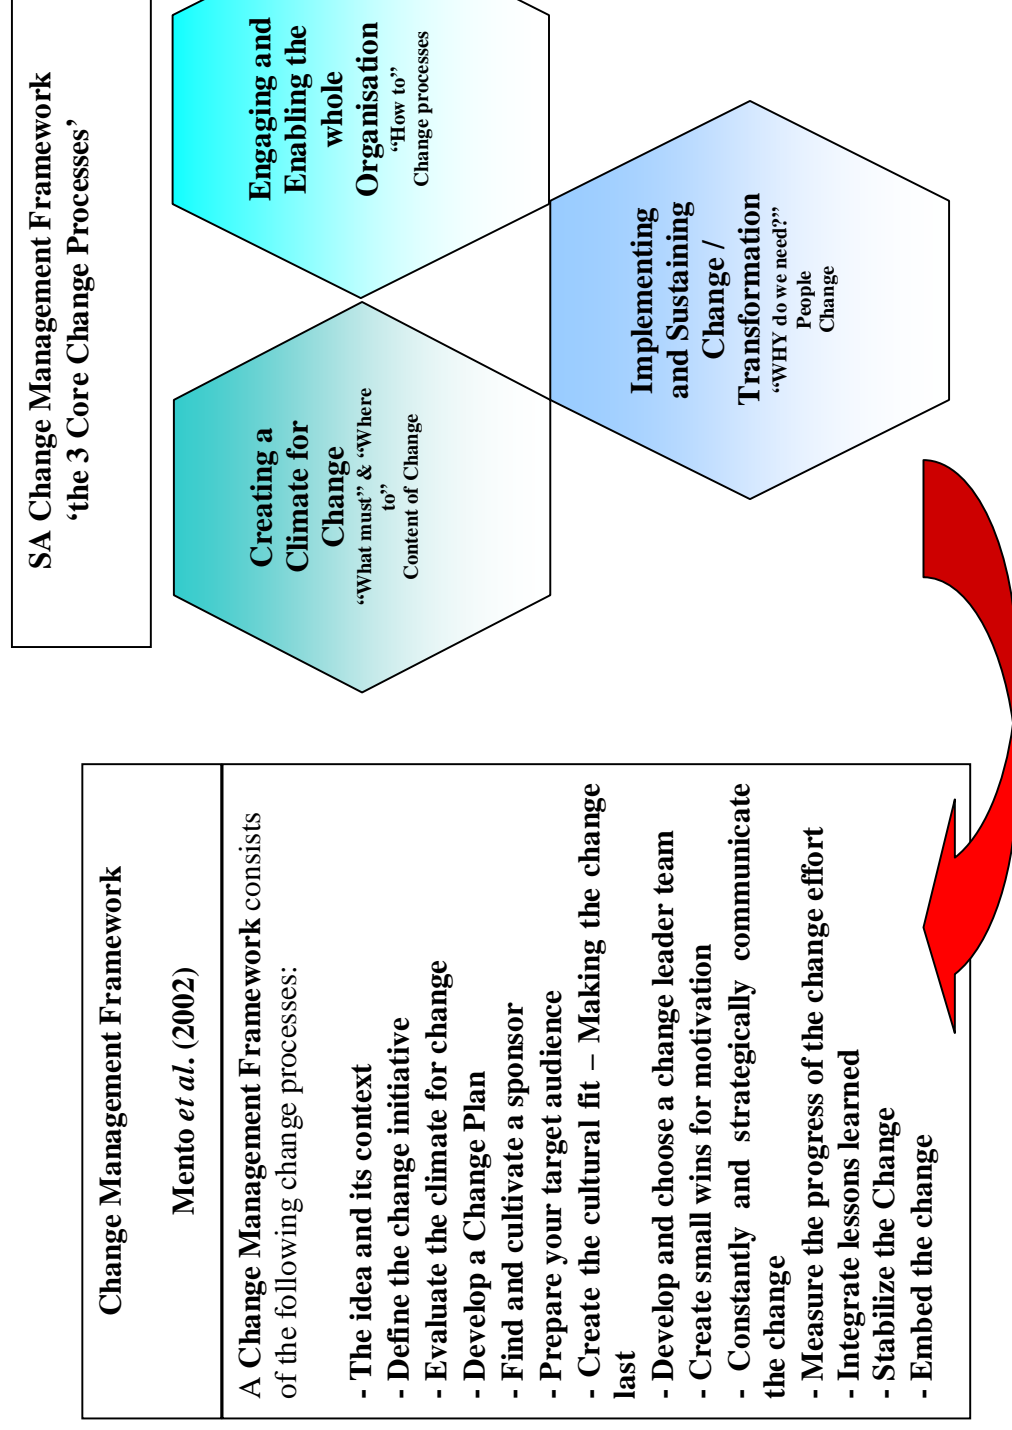 Change Management Framework
Mento et al. (2002)
A Change Management Framework consists
of the following change processes:
- The idea and its context
- Define the change initiative
- Evaluate the climate for change
- Develop a Change Plan
- Find and cultivate a sponsor
- Prepare your target audience
- Create the cultural fit – Making the change
last
- Develop and choose a change leader team
- Create small wins for motivation
- Constantly and strategically communicate
the change
- Measure the progress of the change effort
- Integrate lessons learned
- Stabilize the Change
- Embed the change
SA Change Management Framework
‘the 3 Core Change Processes’
Creating a
Climate for
Change
“What must” & “Where
to”
Content of Change
Engaging and
Enabling the
whole
Organisation
“How to”
Change processes
Implementing
and Sustaining
Change /
Transformation
“WHY do we need?”
People
Change